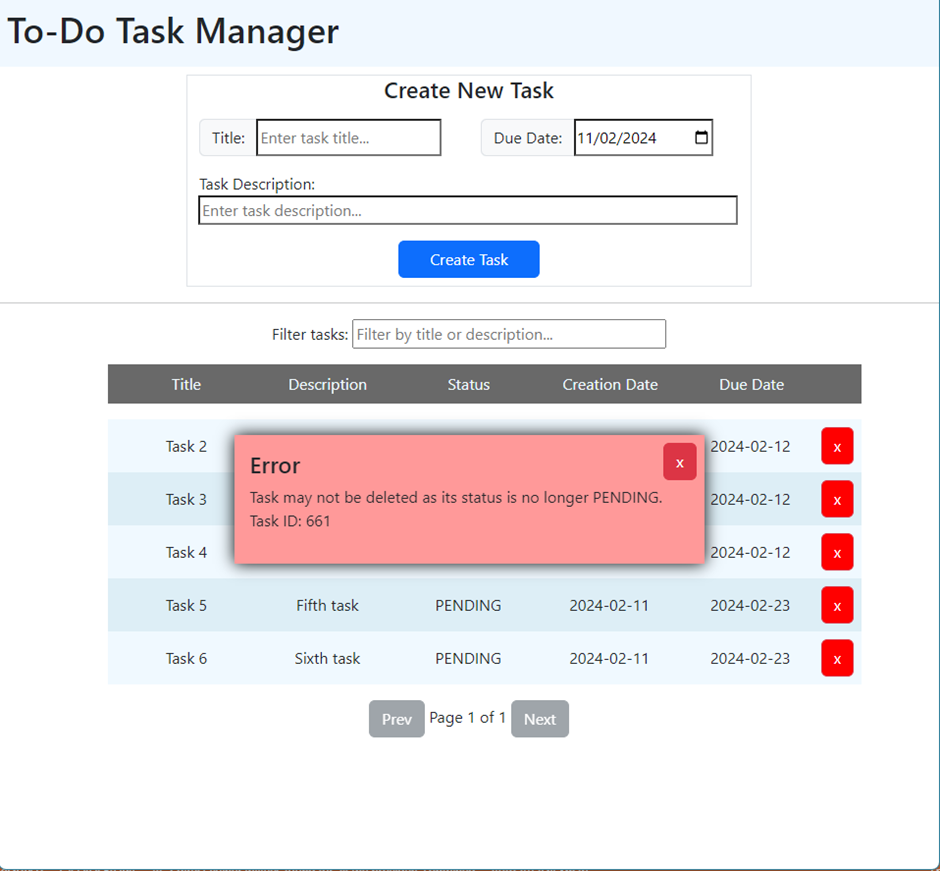 To-Do Task Manager
Create New Task
Title: Enter task title... Due Date: 11/02/2024
Task Description:
Enter task description...
Create Task
Filter tasks: Filter by title or description...
Title Description Status Creation Date Due Date
Task 2 2024-02-12 x
Error x
Task may not be deleted as its status is no longer PENDING.
Task ID: 661
Task 3 2024-02-12 x
Task 4 2024-02-12 x
Task 5 Fifth task PENDING 2024-02-11 2024-02-23 x
Task 6 Sixth task PENDING 2024-02-11 2024-02-23 x
Prev Page 1 of 1 Next